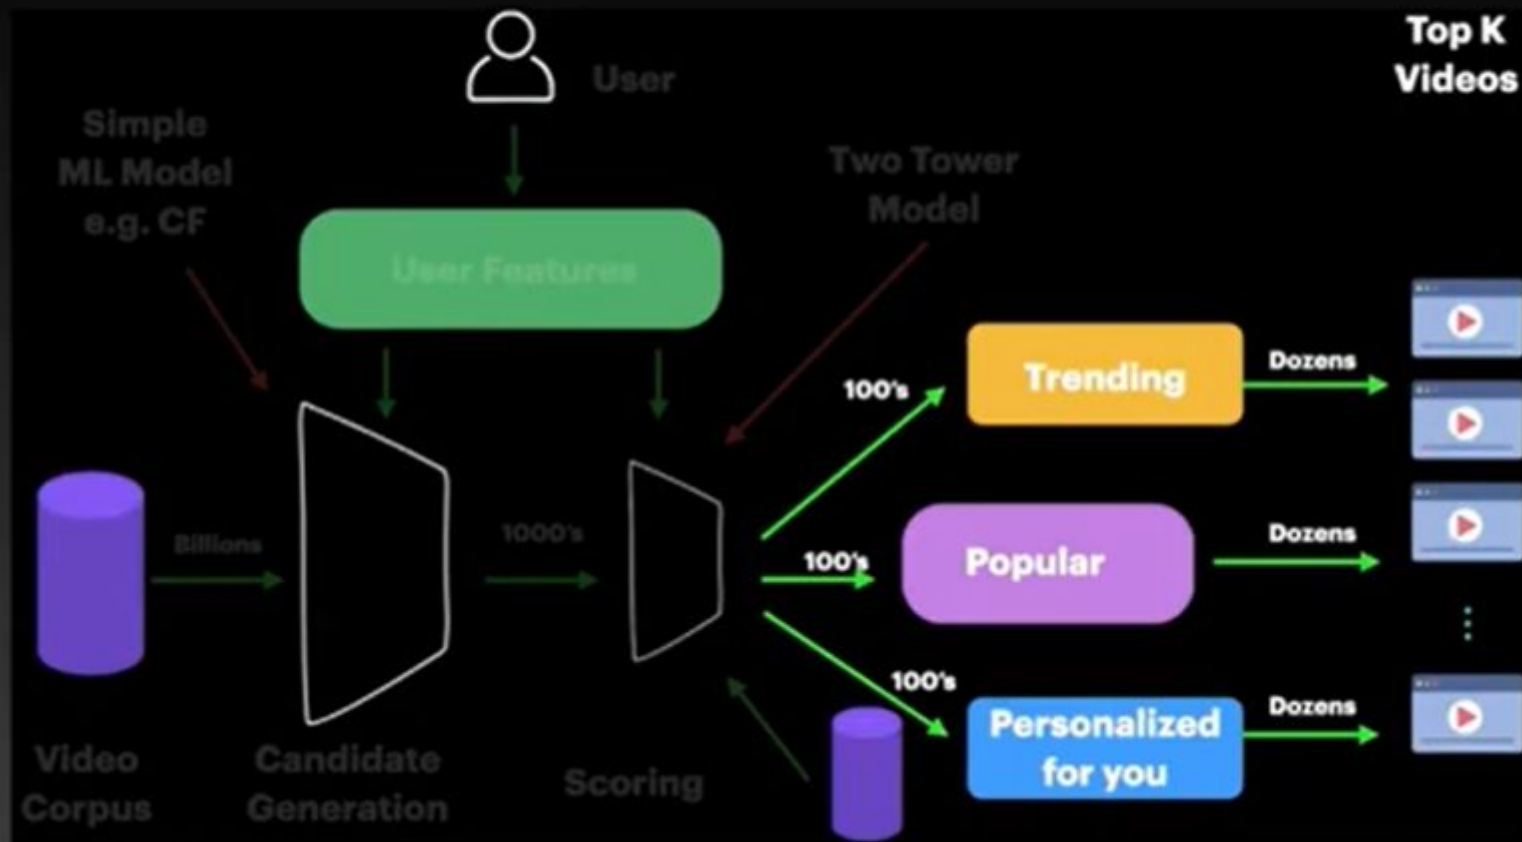 Top K
Videos
User
Simple
ML Model
e.g. CF
Two Tower
Model
User Features
100's
Trending
Dozens
Billions
1000's
100's
Popular
Dozens
100's
Personalized
for you
Dozens
Video
Corpus
Candidate
Generation
Scoring